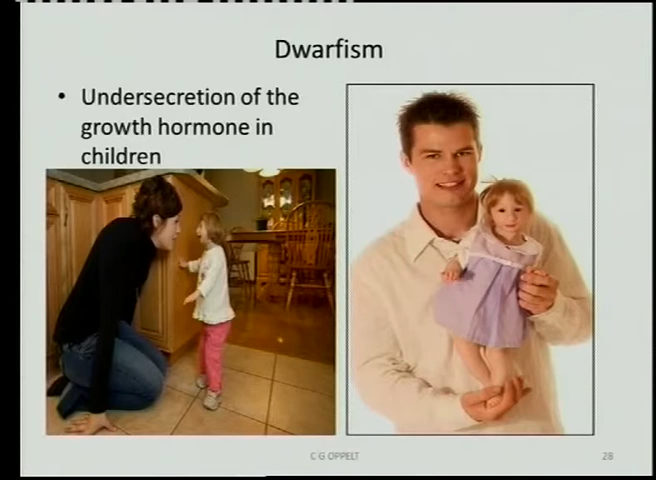 Dwarfism
• Undersecretion of the
growth hormone in
children
C G OPPELT
28